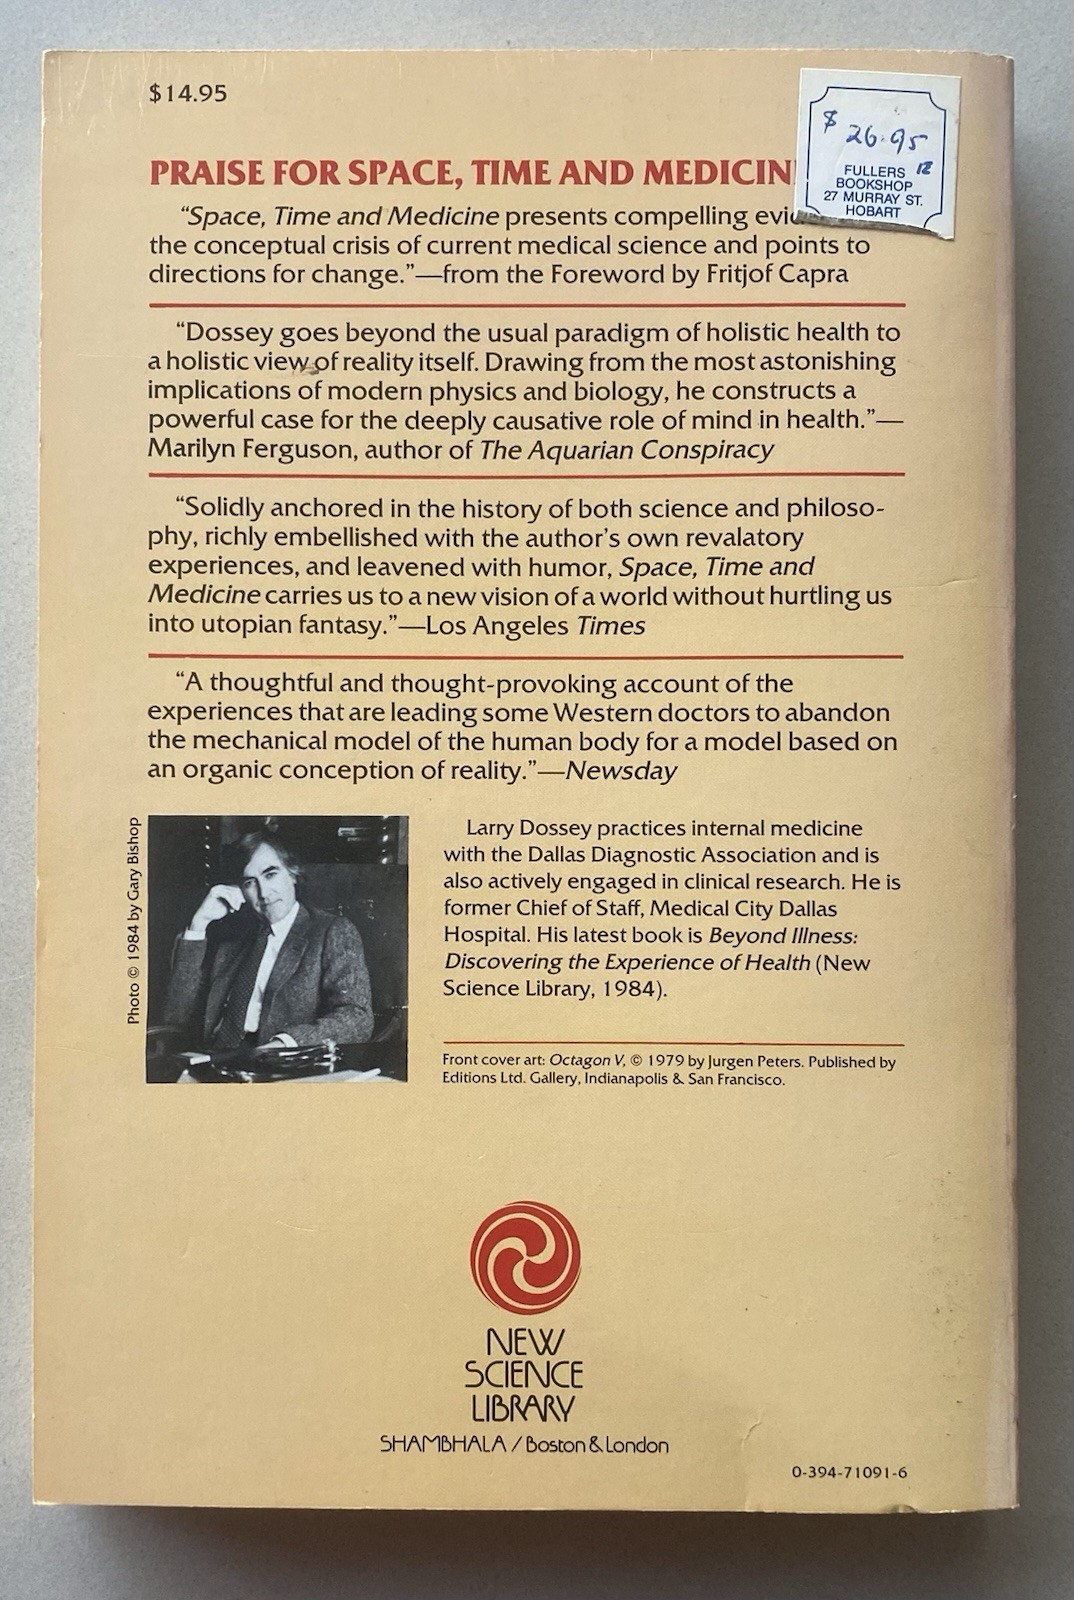 $14.95
$ 26.95
FULLERS
BOOKSHOP
27 MURRAY ST.
HOBART
PRAISE FOR SPACE, TIME AND MEDICIN
“Space, Time and Medicine presents compelling
the conceptual crisis of current medical science and points to
directions for change.”—from the Foreword by Fritjof Capra
“Dossey goes beyond the usual paradigm of holistic health to
a holistic view of reality itself. Drawing from the most astonishing
implications of modern physics and biology, he constructs a
powerful case for the deeply causative role of mind in health.”—
Marilyn Ferguson, author of The Aquarian Conspiracy
“Solidly anchored in the history of both science and philoso-
phy, richly embellished with the author’s own revalatory
experiences, and leavened with humor, Space, Time and
Medicine carries us to a new vision of a world without hurtling us
into utopian fantasy.”—Los Angeles Times
“A thoughtful and thought-provoking account of the
experiences that are leading some Western doctors to abandon
the mechanical model of the human body for a model based on
an organic conception of reality.”—Newsday
Photo © 1984 by Gary Bishop
Larry Dossey practices internal medicine
with the Dallas Diagnostic Association and is
also actively engaged in clinical research. He is
former Chief of Staff, Medical City Dallas
Hospital. His latest book is Beyond Illness:
Discovering the Experience of Health (New
Science Library, 1984).
Front cover art: Octagon V, © 1979 by Jurgen Peters. Published by
Editions Ltd. Gallery, Indianapolis & San Francisco.
NEW
SCIENCE
LIBRARY
SHAMBHALA / Boston & London
0-394-71091-6